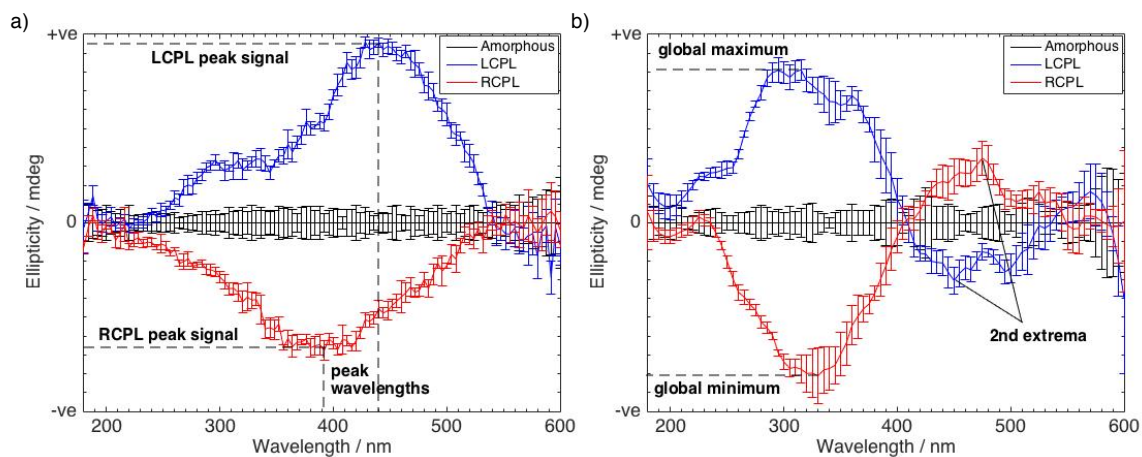 a)
+ve
0
-ve
Ellipticity / mdeg
LCPL peak signal
Amorphous
LCPL
RCPL
RCPL peak signal
peak
wavelengths
200 300 400 500 600
Wavelength / nm
b)
+ve
0
-ve
Ellipticity / mdeg
global maximum
Amorphous
LCPL
RCPL
2nd extrema
global minimum
200 300 400 500 600
Wavelength / nm